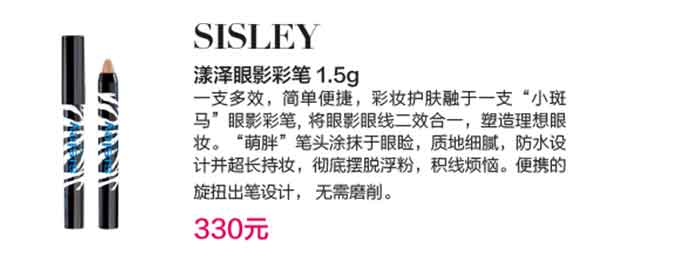 SISLEY
漾泽眼影彩笔 1.5g
一支多效，简单便捷，彩妆护肤融于一支“小斑
马”眼影彩笔, 将眼影眼线二效合一，塑造理想眼
妆。“萌胖”笔头涂抹于眼睑，质地细腻，防水设
计并超长持妆，彻底摆脱浮粉，积线烦恼。便携的
旋扭出笔设计， 无需磨削。
330元